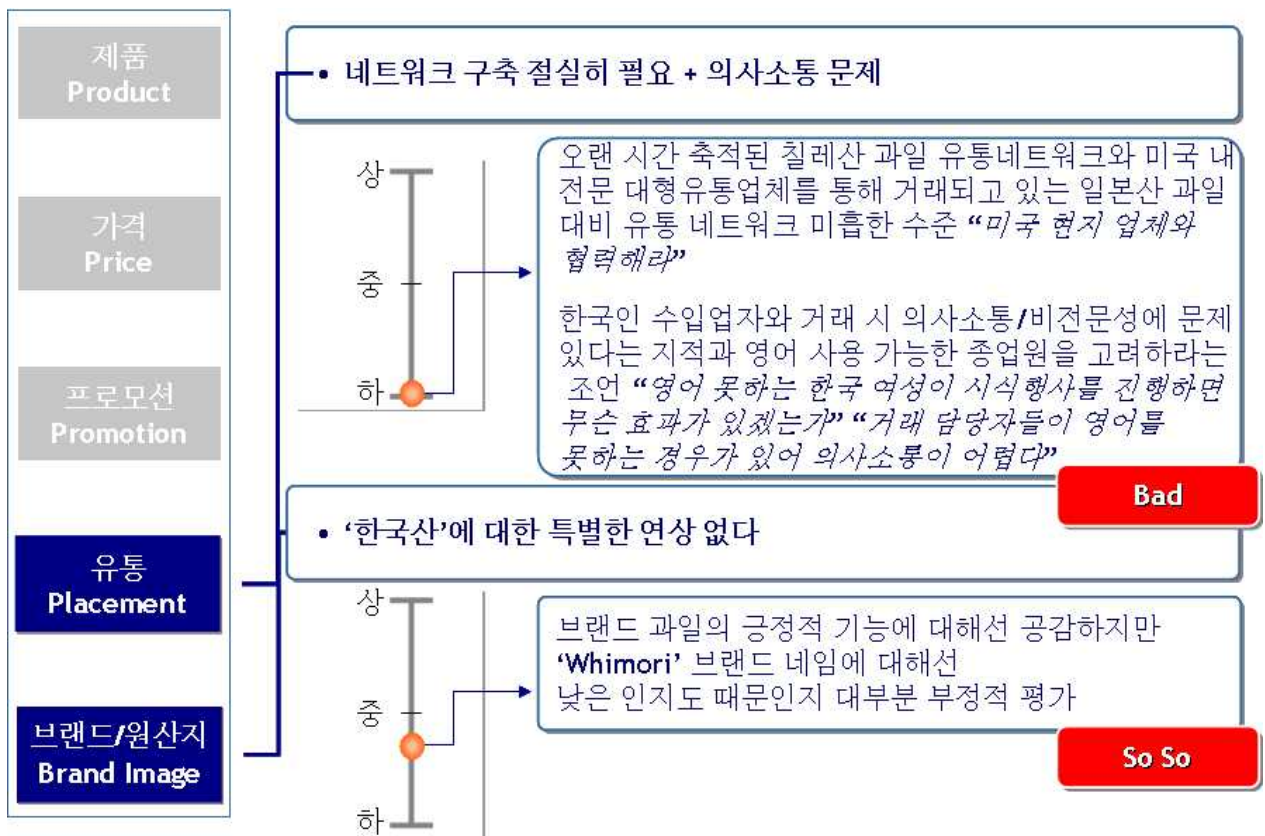 제품
Product
가격
Price
프로모션
Promotion
유통
Placement
브랜드/원산지
Brand Image
• 네트워크 구축 절실히 필요 + 의사소통 문제
상
중
하
오랜 시간 축적된 칠레산 과일 유통네트워크와 미국 내
전문 대형유통업체를 통해 거래되고 있는 일본산 과일
대비 유통 네트워크 미흡한 수준 “미국 현지 업체와
협력해라”
한국인 수입업자와 거래 시 의사소통/비전문성에 문제
있다는 지적과 영어 사용 가능한 종업원을 고려하라는
조언 “영어 못하는 한국 여성이 시식행사를 진행하면
무슨 효과가 있겠는가” “거래 담당자들이 영어를
못하는 경우가 있어 의사소통이 어렵다”
Bad
• ‘한국산’에 대한 특별한 연상 없다
상
중
하
브랜드 과일의 긍정적 기능에 대해선 공감하지만
‘Whimori’ 브랜드 네임에 대해선
낮은 인지도 때문인지 대부분 부정적 평가
So So